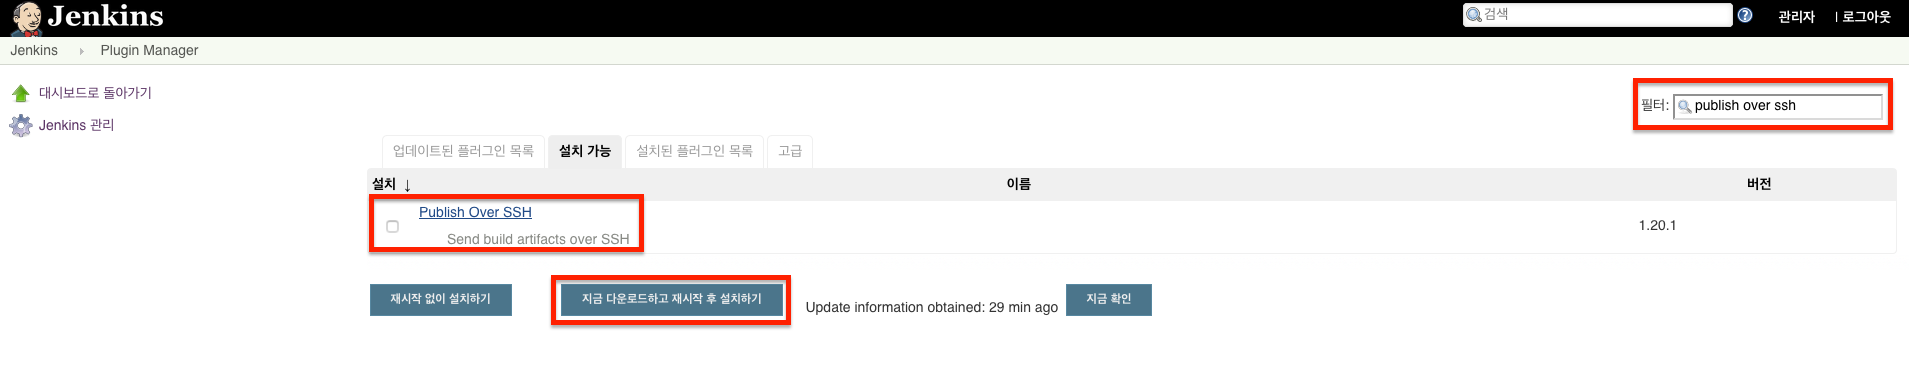 Jenkins
검색
관리자
| 로그아웃
Jenkins
Plugin Manager
대시보드로 돌아가기
Jenkins 관리
필터: publish over ssh
업데이트된 플러그인 목록
설치 가능
설치된 플러그인 목록
고급
설치 ↓
이름
버전
Publish Over SSH
Send build artifacts over SSH
1.20.1
재시작 없이 설치하기
지금 다운로드하고 재시작 후 설치하기
Update information obtained: 29 min ago
지금 확인